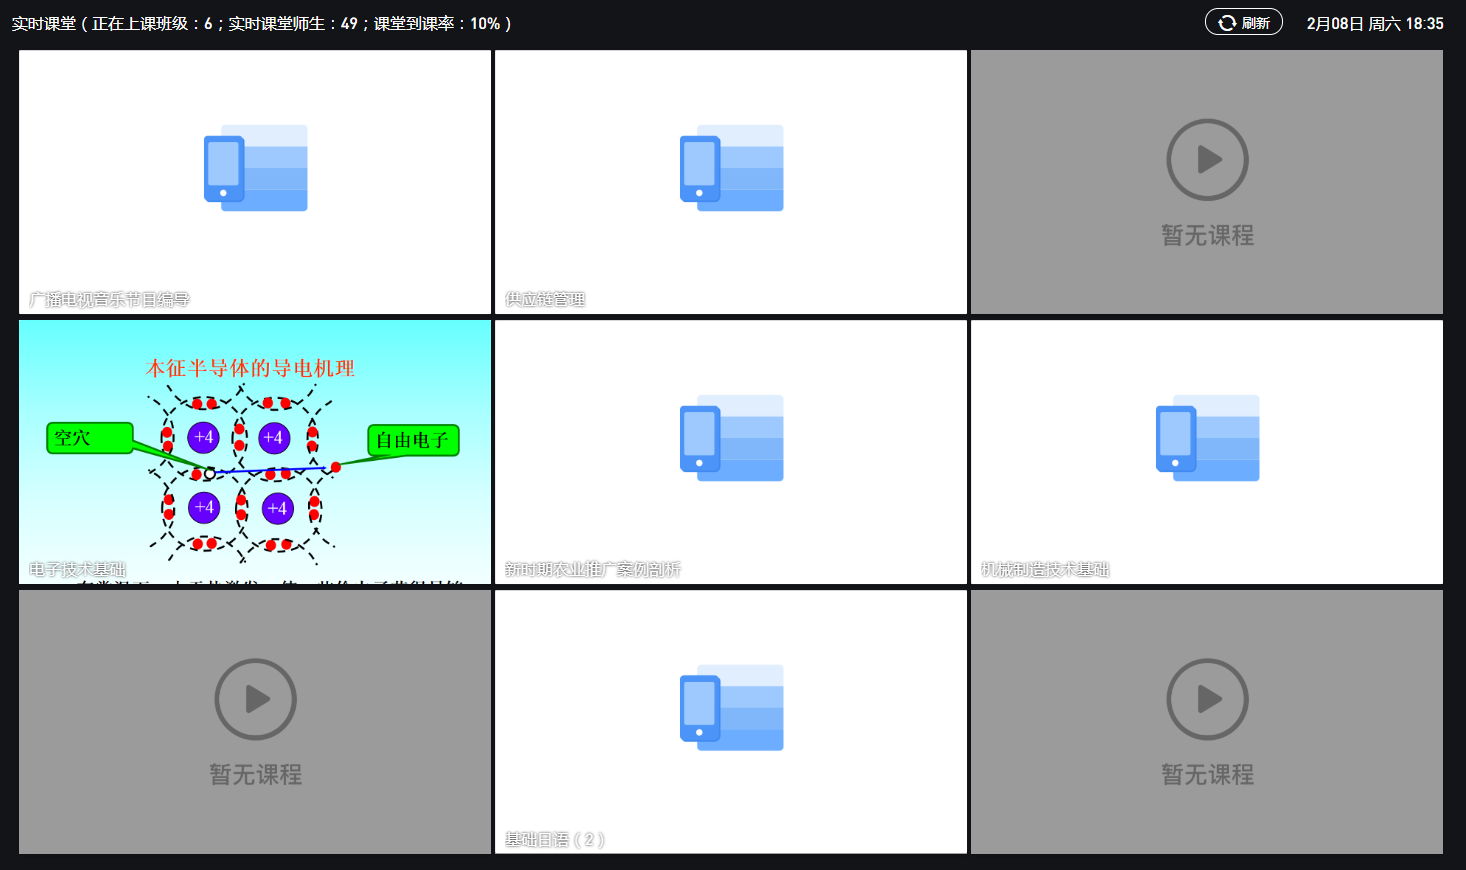 实时课堂（正在上课班级：6；实时课堂师生：49；课堂到课率：10%）
刷新
2月08日 周六 18:35
广播电视音乐节目编导
供应链管理
暂无课程
本征半导体的导电机理
空穴
自由电子
+4
+4
+4
+4
电子技术基础
新时期农业推广案例剖析
机械制造技术基础
暂无课程
基础日语（2）
暂无课程